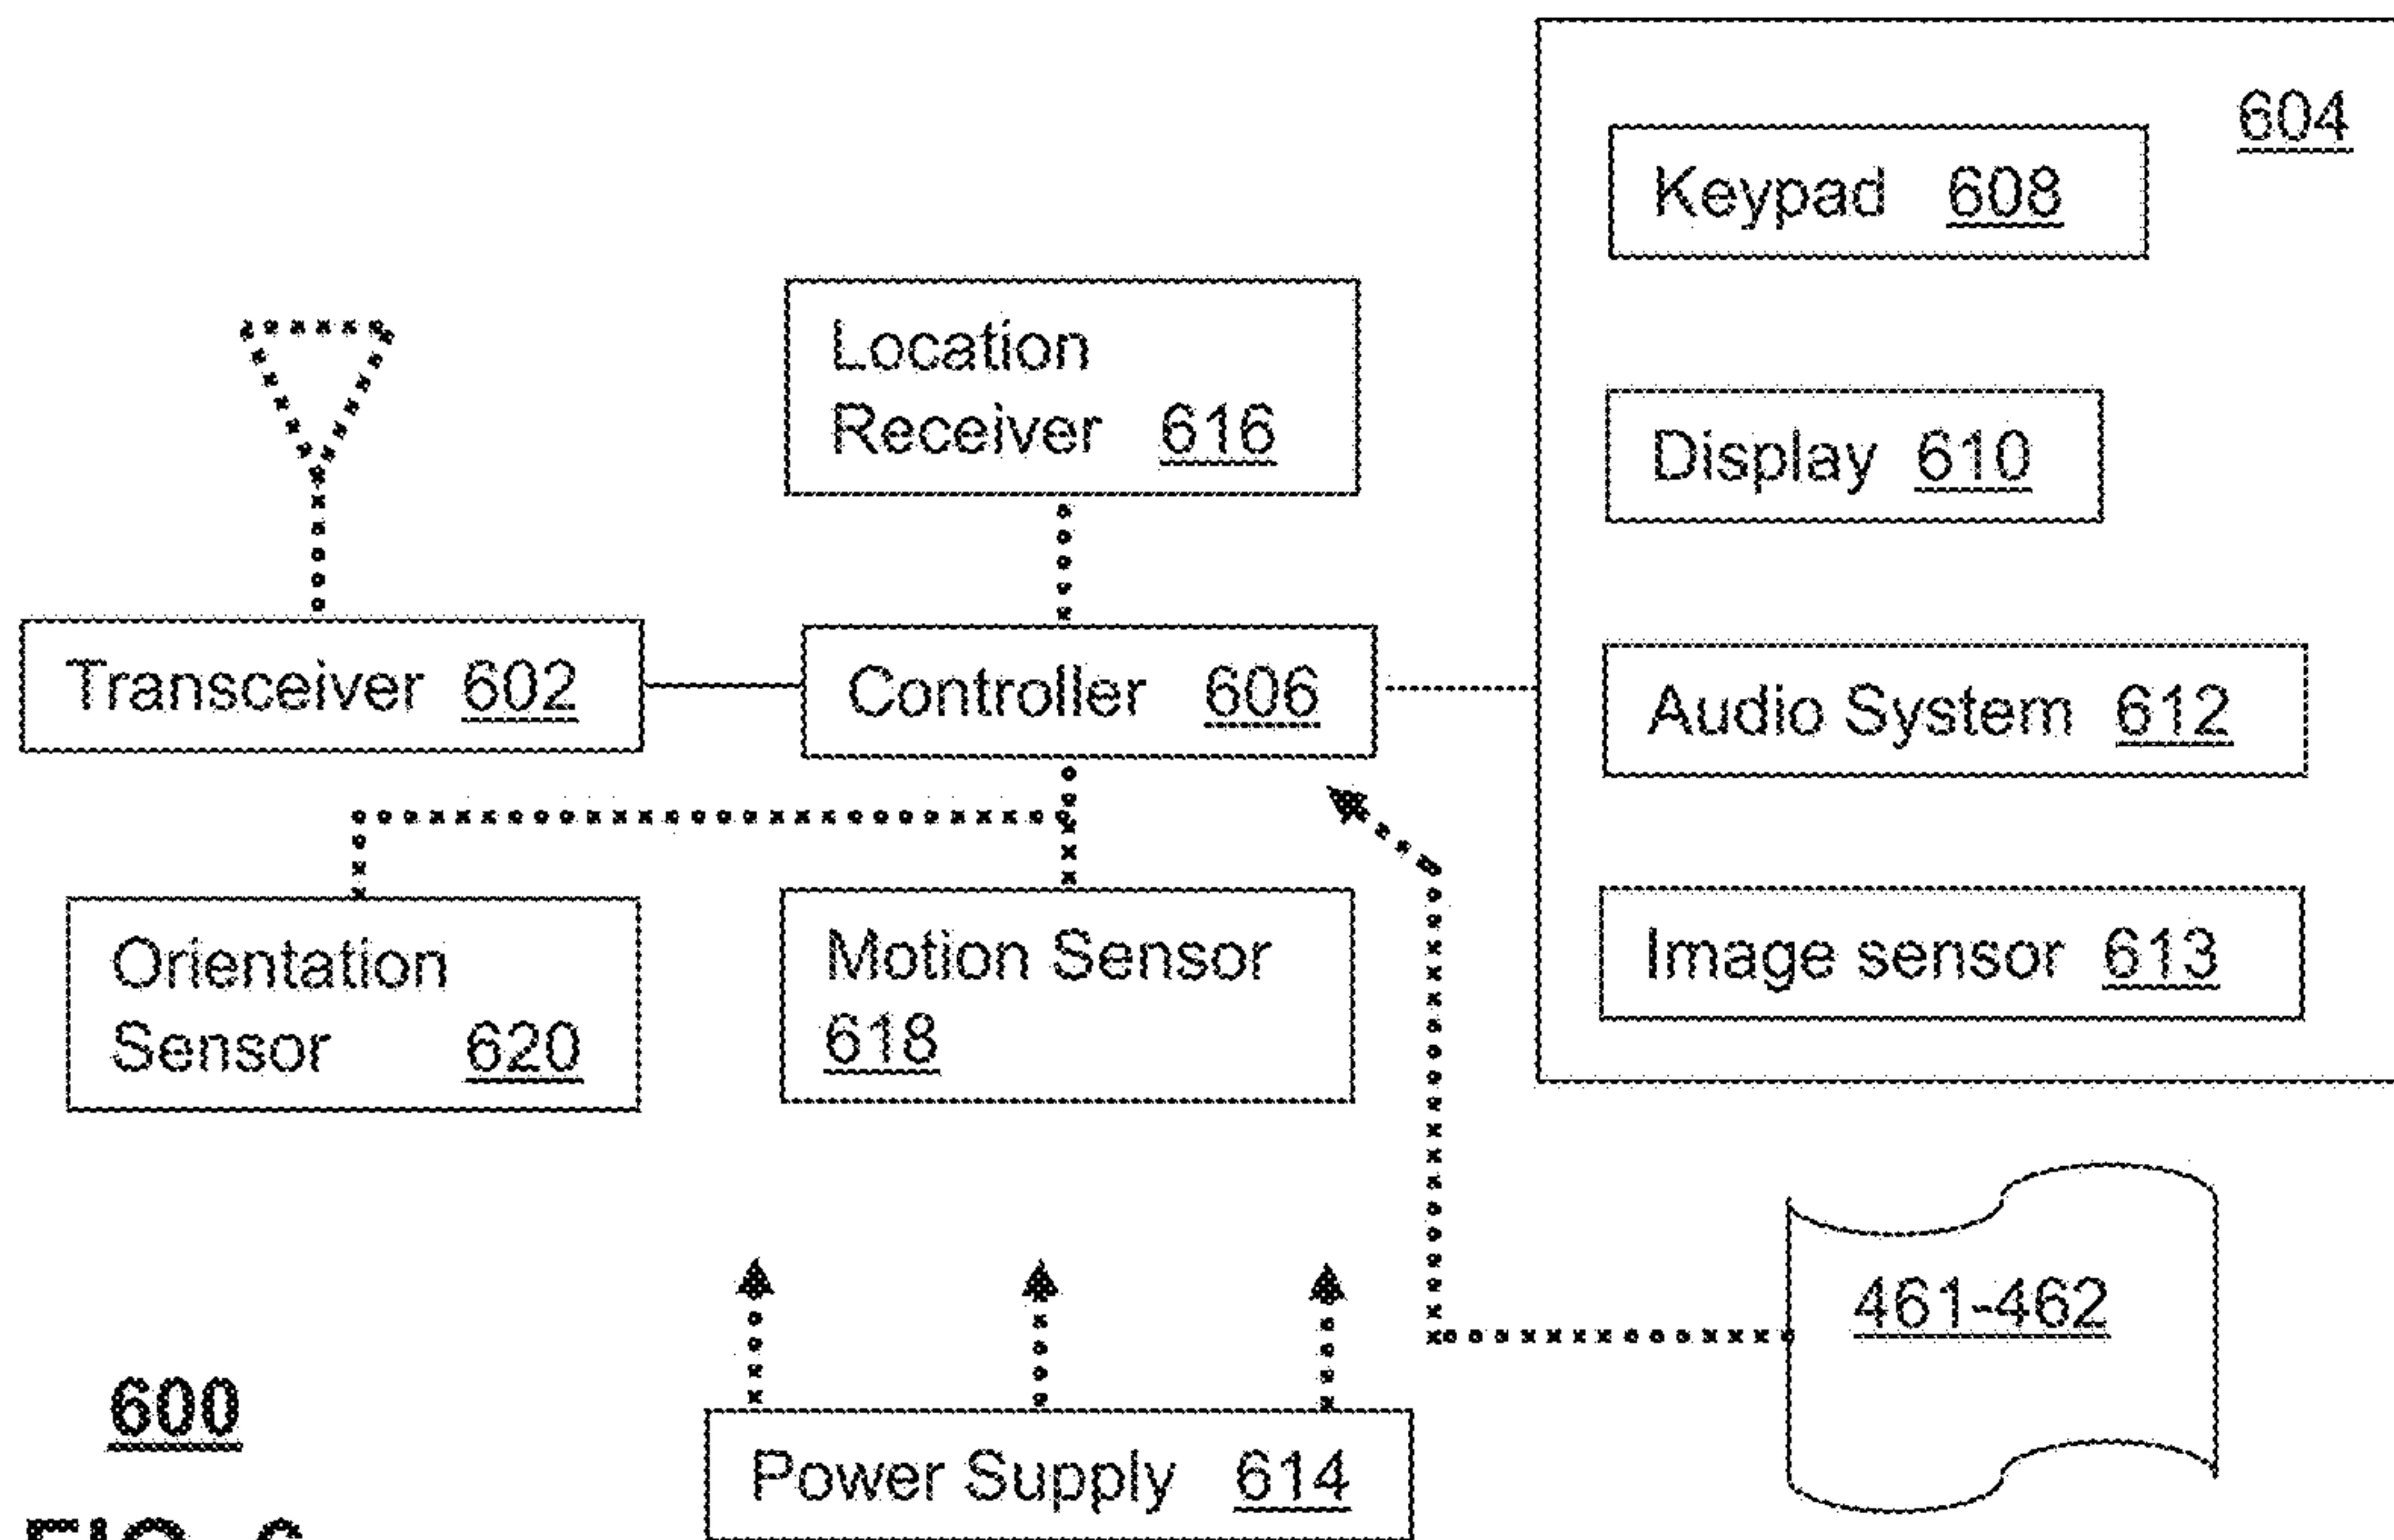 604
Keypad 608
Location
Receiver 616
Display 610
Transceiver 602
Controller 606
Audio System 612
Orientation
Sensor 620
Motion Sensor
618
Image sensor 613
461-462
600
Power Supply 614